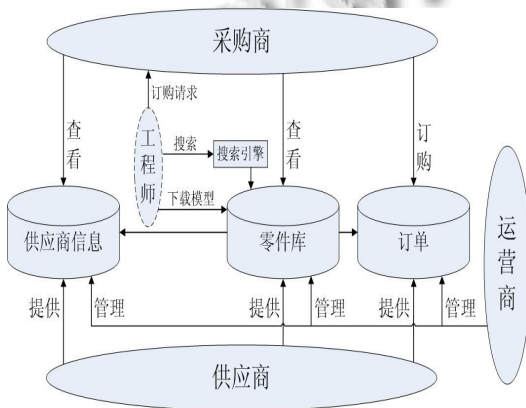 采购商
订购请求
查看
工程师
搜索
搜索引擎
查看
订购
下载模型
供应商信息
零件库
订单
运营商
提供
管理
提供
管理
提供
管理
供应商